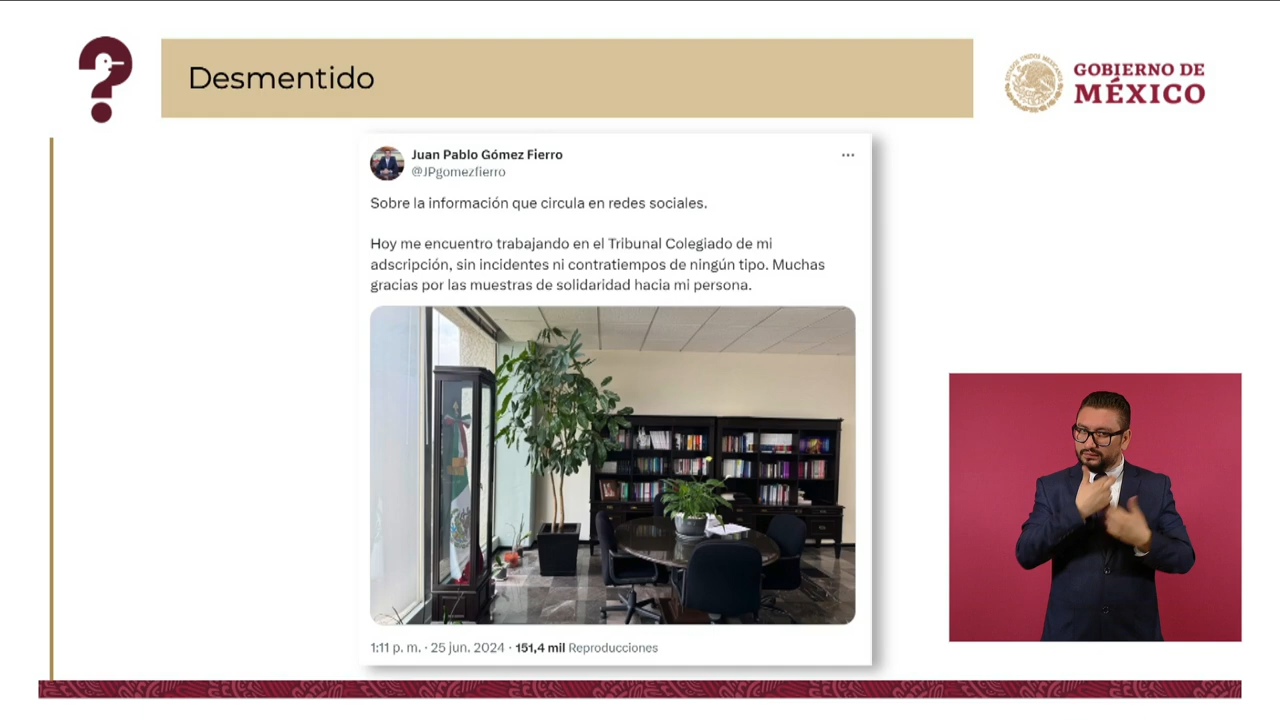 Desmentido
GOBIERNO DE
MÉXICO
Juan Pablo Gómez Fierro
@JPgomezfierro
Sobre la información que circula en redes sociales.
Hoy me encuentro trabajando en el Tribunal Colegiado de mi
adscripción, sin incidentes ni contratiempos de ningún tipo. Muchas
gracias por las muestras de solidaridad hacia mi persona.
1:11 p. m. · 25 jun. 2024 · 151,4 mil Reproducciones